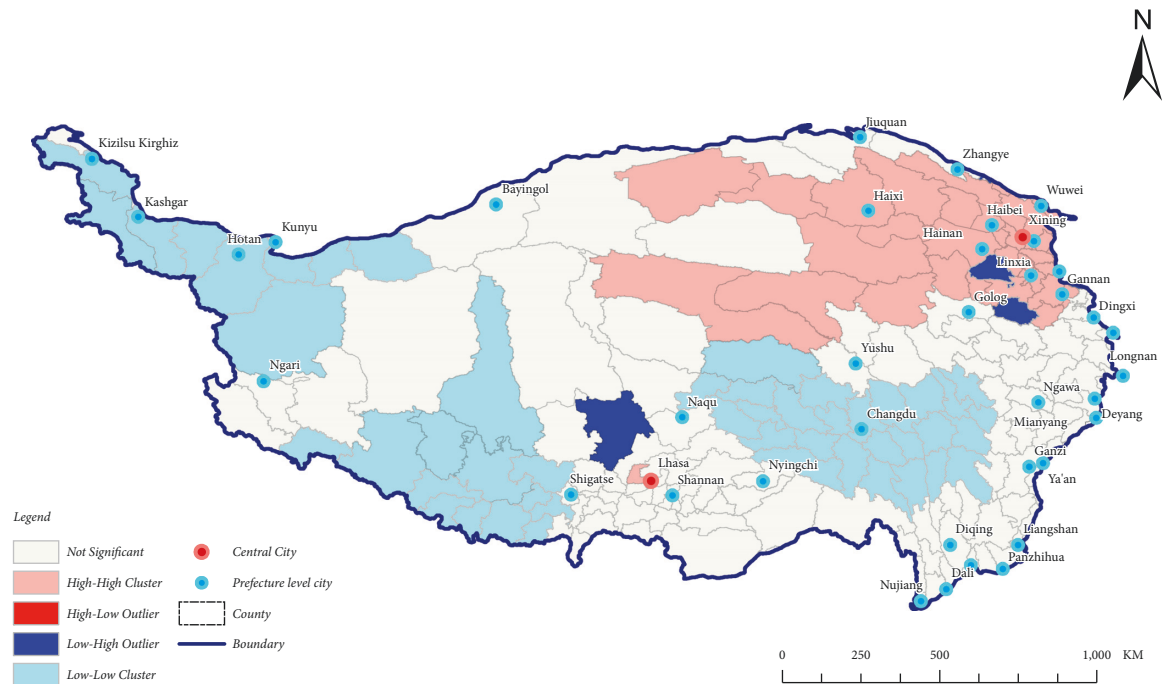 N
Jiuquan
Kizilsu Kirghiz
Zhangye
Bayingol
Wuwei
Kashgar
Haixi
Haibei
Xining
Kunyu
Hotan
Hainan
Linxia
Gannan
Golog
Dingxi
Yushu
Longnan
Ngari
Ngawa
Naqu
Changdu
Deyang
Mianyang
Ganzi
Lhasa
Nyingchi
Shigatse
Shannan
Ya'an
Legend
Diqing
Liangshan
Not Significant
Central City
Panzhihua
High-High Cluster
Prefecture level city
Nujiang
Dali
High-Low Outlier
County
Low-High Outlier
Boundary
0 250 500 1,000 KM
Low-Low Cluster